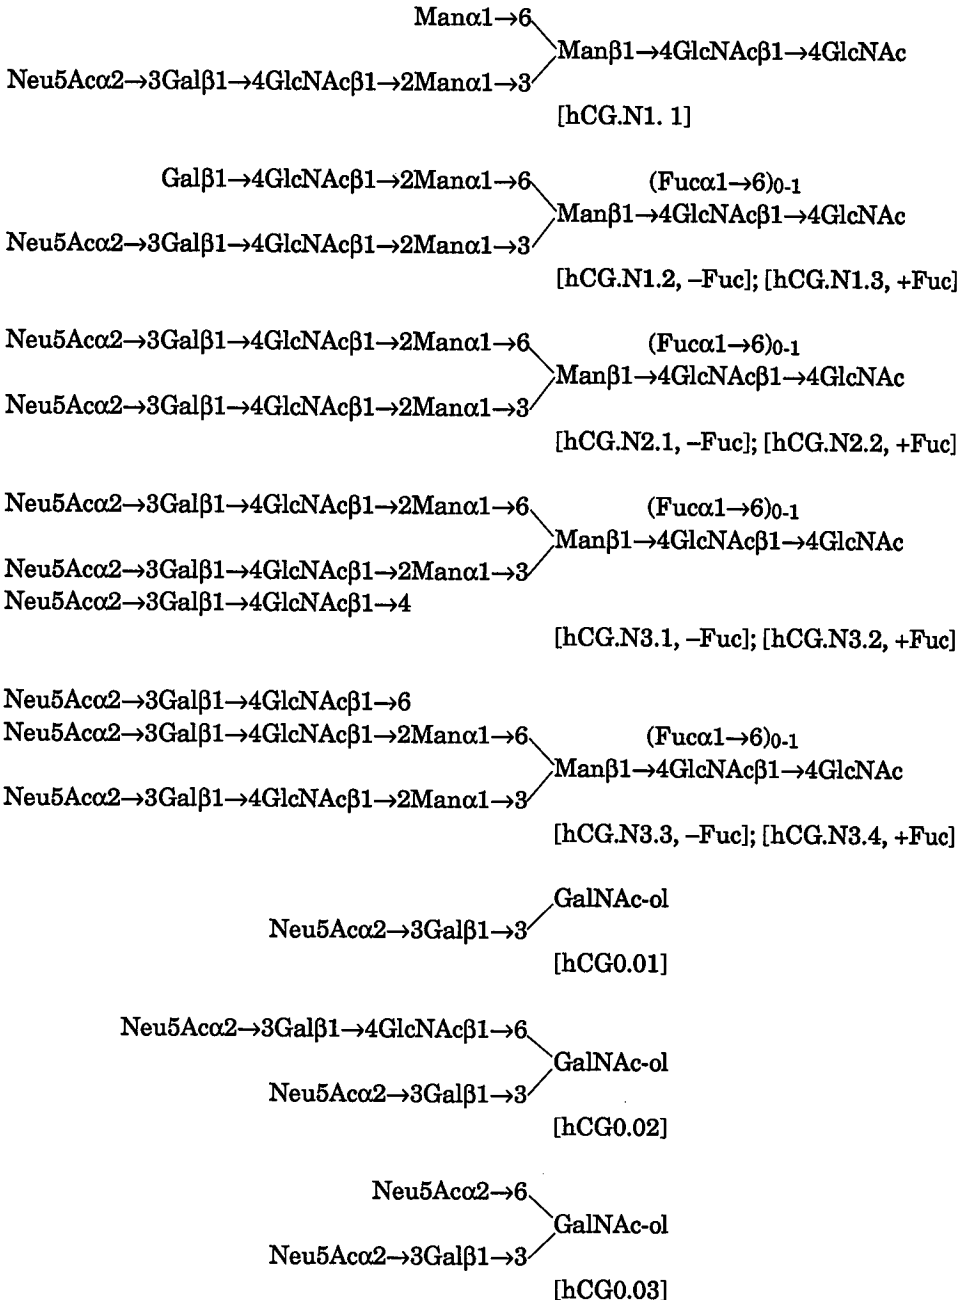 Manα1→6
Manβ1→4GlcNAcβ1→4GlcNAc
Neu5Acα2→3Galβ1→4GlcNAcβ1→2Manα1→3
[hCG.N1. 1]
Galβ1→4GlcNAcβ1→2Manα1→6 (Fucα1→6)0-1
Manβ1→4GlcNAcβ1→4GlcNAc
Neu5Acα2→3Galβ1→4GlcNAcβ1→2Manα1→3
[hCG.N1.2, –Fuc]; [hCG.N1.3, +Fuc]
Neu5Acα2→3Galβ1→4GlcNAcβ1→2Manα1→6 (Fucα1→6)0-1
Manβ1→4GlcNAcβ1→4GlcNAc
Neu5Acα2→3Galβ1→4GlcNAcβ1→2Manα1→3
[hCG.N2.1, –Fuc]; [hCG.N2.2, +Fuc]
Neu5Acα2→3Galβ1→4GlcNAcβ1→2Manα1→6 (Fucα1→6)0-1
Manβ1→4GlcNAcβ1→4GlcNAc
Neu5Acα2→3Galβ1→4GlcNAcβ1→2Manα1→3
Neu5Acα2→3Galβ1→4GlcNAcβ1→4
[hCG.N3.1, –Fuc]; [hCG.N3.2, +Fuc]
Neu5Acα2→3Galβ1→4GlcNAcβ1→6
Neu5Acα2→3Galβ1→4GlcNAcβ1→2Manα1→6 (Fucα1→6)0-1
Manβ1→4GlcNAcβ1→4GlcNAc
Neu5Acα2→3Galβ1→4GlcNAcβ1→2Manα1→3
[hCG.N3.3, –Fuc]; [hCG.N3.4, +Fuc]
GalNAc-ol
Neu5Acα2→3Galβ1→3
[hCG0.01]
Neu5Acα2→3Galβ1→4GlcNAcβ1→6
GalNAc-ol
Neu5Acα2→3Galβ1→3
[hCG0.02]
Neu5Acα2→6
GalNAc-ol
Neu5Acα2→3Galβ1→3
[hCG0.03]